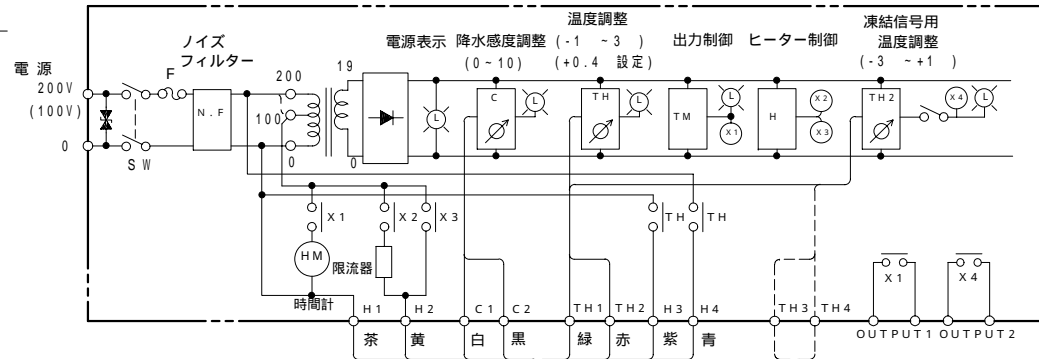 温度調整
ノイズ
フィルター
電源表示 降水感度調整 (-1 ~3 ) 出力制御 ヒーター制御
凍結信号用
温度調整
(0~10) (+0.4 設定) (-3 ~+1 )
電 源
200V
(100V)
0
F
SW
N.F
200
100
0
19
0
L
C
L
TH
L
TM
L
X1
H
X2
X3
TH2
X4
L
X1
X2
X3
TH
TH
HM
限流器
時間計
X1
X4
H1
H2
C1
C2
TH1
TH2
H3
H4
TH3
TH4
OUTPUT1
OUTPUT2
茶
黄
白
黒
緑
赤
紫
青